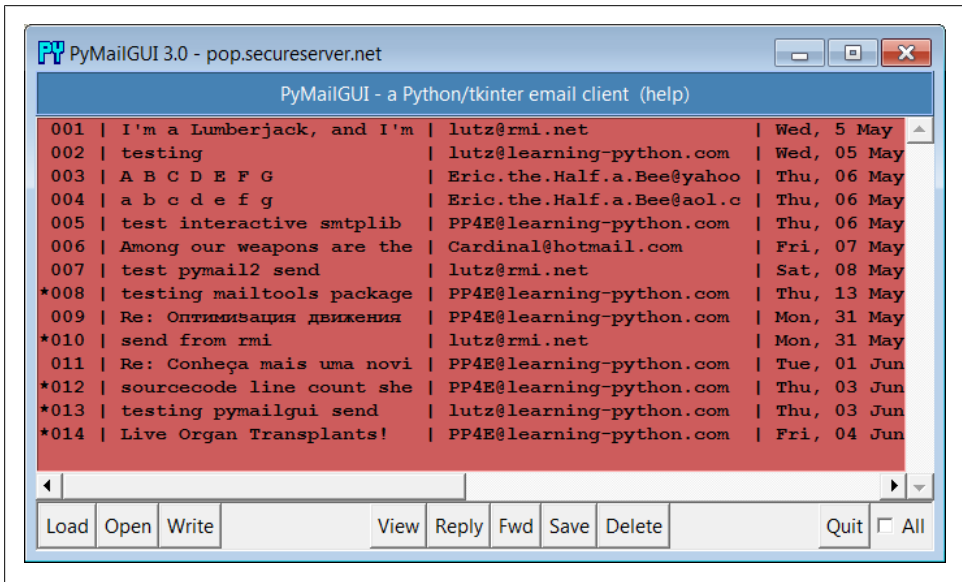 PY PyMailGUI 3.0 - pop.secureserver.net
PyMailGUI - a Python/tkinter email client (help)
001 | I'm a Lumberjack, and I'm | lutz@rmi.net | Wed, 5 May
002 | testing | lutz@learning-python.com | Wed, 05 May
003 | A B C D E F G | Eric.the.Half.a.Bee@yahoo | Thu, 06 May
004 | a b c d e f g | Eric.the.Half.a.Bee@aol.c | Thu, 06 May
005 | test interactive smtplib | PP4E@learning-python.com | Thu, 06 May
006 | Among our weapons are the | Cardinal@hotmail.com | Fri, 07 May
007 | test pymail2 send | lutz@rmi.net | Sat, 08 May
*008 | testing mailtools package | PP4E@learning-python.com | Thu, 13 May
009 | Re: Оптимизация движения | PP4E@learning-python.com | Mon, 31 May
*010 | send from rmi | lutz@rmi.net | Mon, 31 May
011 | Re: Conheça mais uma novi | PP4E@learning-python.com | Tue, 01 Jun
*012 | sourcecode line count she | PP4E@learning-python.com | Thu, 03 Jun
*013 | testing pymailgui send | lutz@learning-python.com | Thu, 03 Jun
*014 | Live Organ Transplants! | PP4E@learning-python.com | Fri, 04 Jun
Load Open Write View Reply Fwd Save Delete Quit All